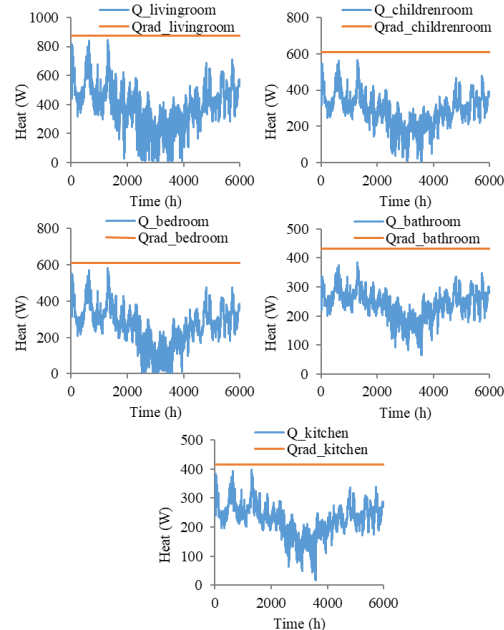 Q_livingroom
Qrad_livingroom
1000
800
600
400
200
0
Heat (W)
0 2000 4000 6000
Time (h)
Q_childrenroom
Qrad_childrenroom
800
600
400
200
0
Heat (W)
0 2000 4000 6000
Time (h)
Q_bedroom
Qrad_bedroom
800
600
400
200
0
Heat (W)
0 2000 4000 6000
Time (h)
Q_bathroom
Qrad_bathroom
500
400
300
200
100
0
Heat (W)
0 2000 4000 6000
Time (h)
Q_kitchen
Qrad_kitchen
500
400
300
200
100
0
Heat (W)
0 2000 4000 6000
Time (h)